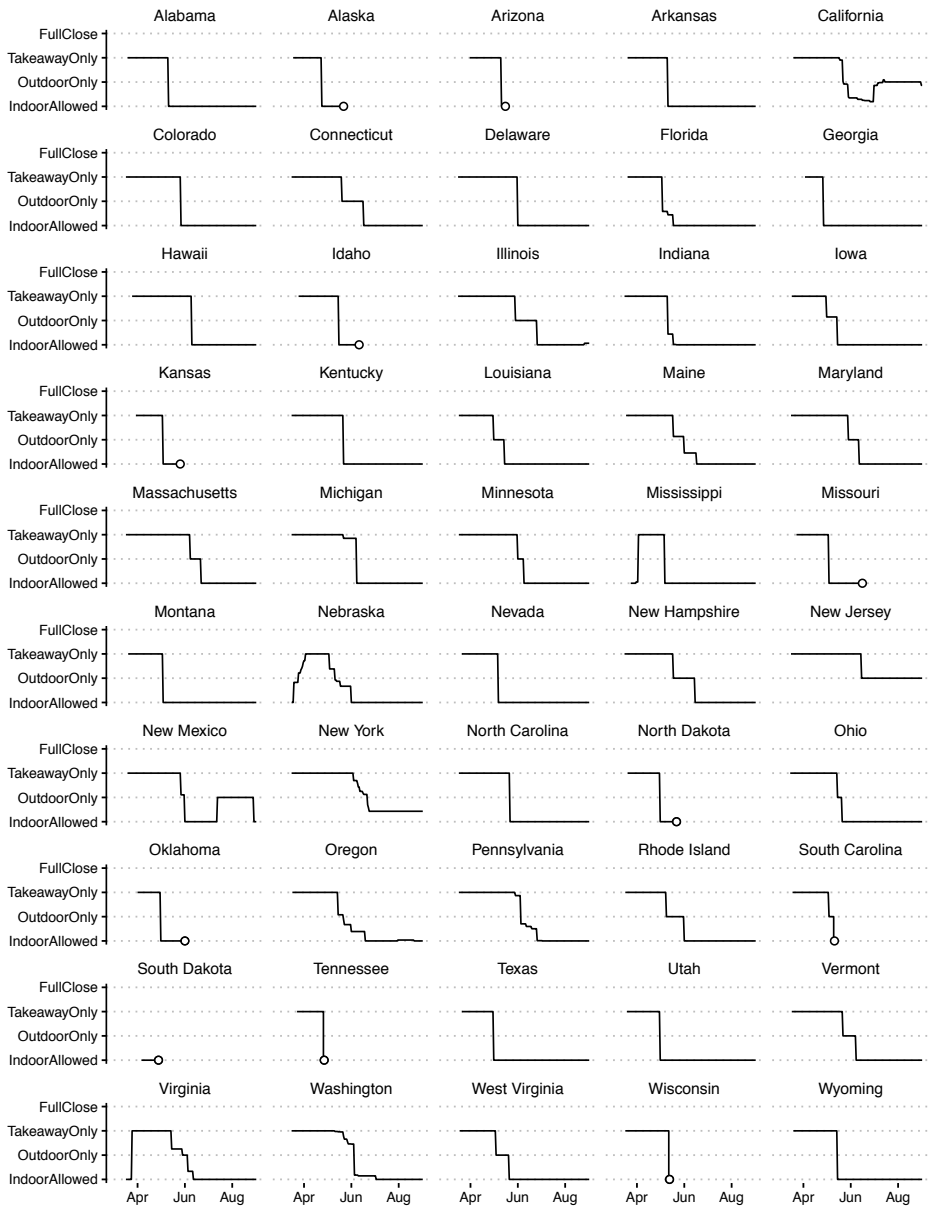 Alabama Alaska Arizona Arkansas California
FullClose
TakeawayOnly
OutdoorOnly
IndoorAllowed
Colorado Connecticut Delaware Florida Georgia
FullClose
TakeawayOnly
OutdoorOnly
IndoorAllowed
Hawaii Idaho Illinois Indiana Iowa
FullClose
TakeawayOnly
OutdoorOnly
IndoorAllowed
Kansas Kentucky Louisiana Maine Maryland
FullClose
TakeawayOnly
OutdoorOnly
IndoorAllowed
Massachusetts Michigan Minnesota Mississippi Missouri
FullClose
TakeawayOnly
OutdoorOnly
IndoorAllowed
Montana Nebraska Nevada New Hampshire New Jersey
FullClose
TakeawayOnly
OutdoorOnly
IndoorAllowed
New Mexico New York North Carolina North Dakota Ohio
FullClose
TakeawayOnly
OutdoorOnly
IndoorAllowed
Oklahoma Oregon Pennsylvania Rhode Island South Carolina
FullClose
TakeawayOnly
OutdoorOnly
IndoorAllowed
South Dakota Tennessee Texas Utah Vermont
FullClose
TakeawayOnly
OutdoorOnly
IndoorAllowed
Virginia Washington West Virginia Wisconsin Wyoming
FullClose
TakeawayOnly
OutdoorOnly
IndoorAllowed
Apr Jun Aug Apr Jun Aug Apr Jun Aug Apr Jun Aug Apr Jun Aug